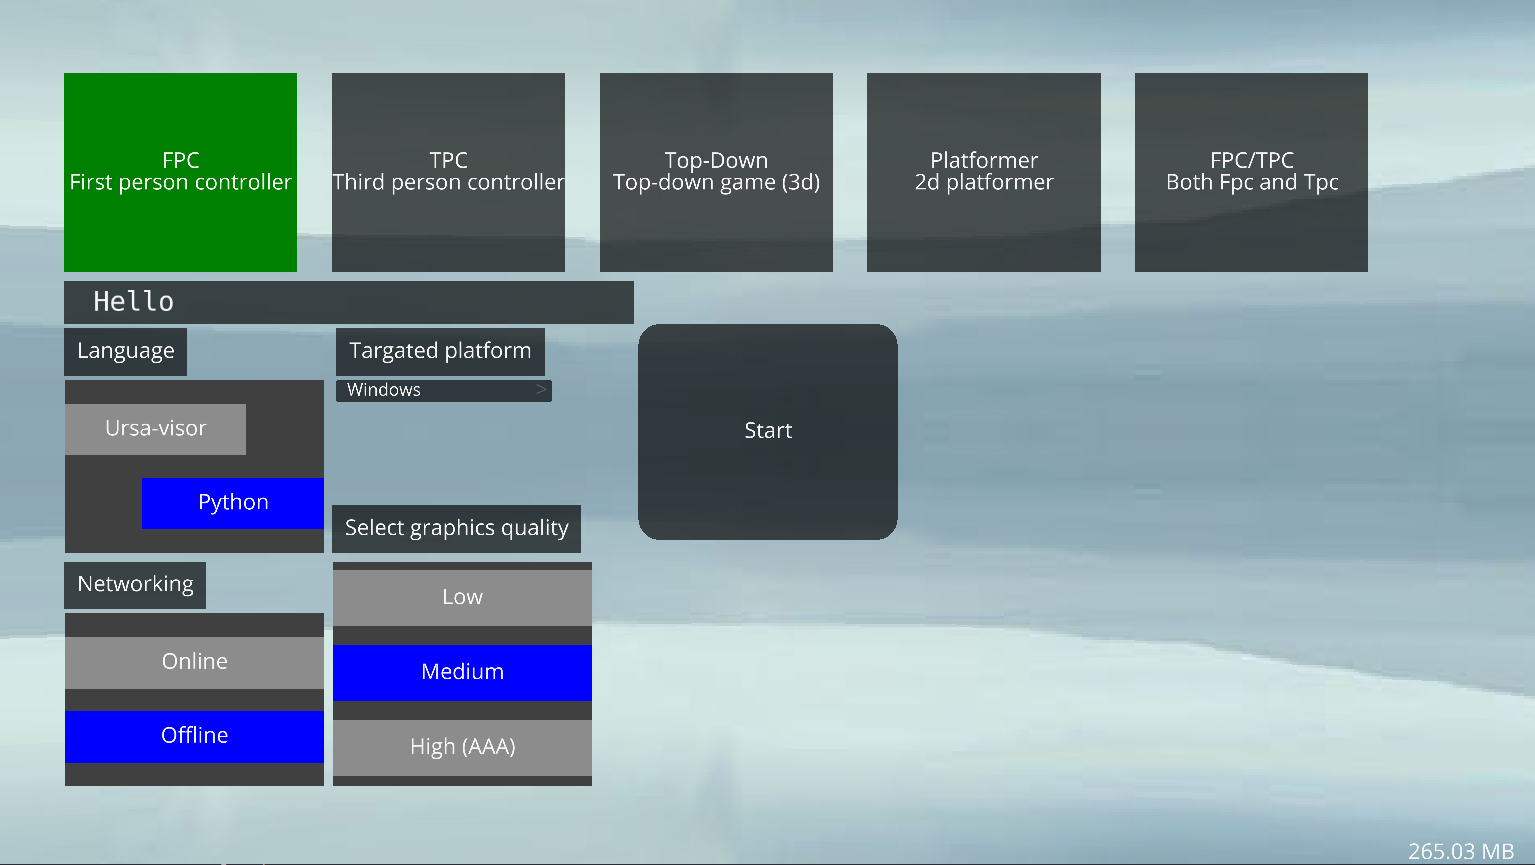 FPC
First person controller
TPC
Third person controller
Top-Down
Top-down game (3d)
Platformer
2d platformer
FPC/TPC
Both Fpc and Tpc
Hello
Language
Ursa-visor
Python
Targated platform
Windows >
Start
Select graphics quality
Low
Medium
High (AAA)
Networking
Online
Offline
265.03 MB